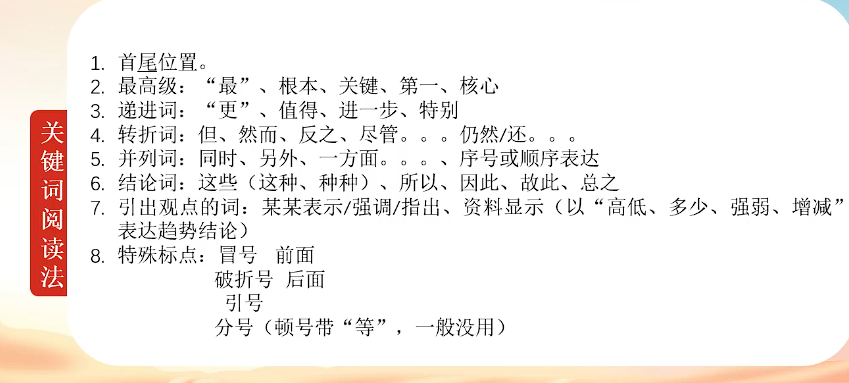 关键词阅读法
1. 首尾位置。
2. 最高级：“最”、根本、关键、第一、核心
3. 递进词：“更”、值得、进一步、特别
4. 转折词：但、然而、反之、尽管。。。仍然/还。。。
5. 并列词：同时、另外、一方面。。。、序号或顺序表达
6. 结论词：这些（这种、种种）、所以、因此、故此、总之
7. 引出观点的词：某某表示/强调/指出、资料显示（以“高低、多少、强弱、增减”
表达趋势结论）
8. 特殊标点：冒号 前面
破折号 后面
引号
分号（顿号带“等”，一般没用）